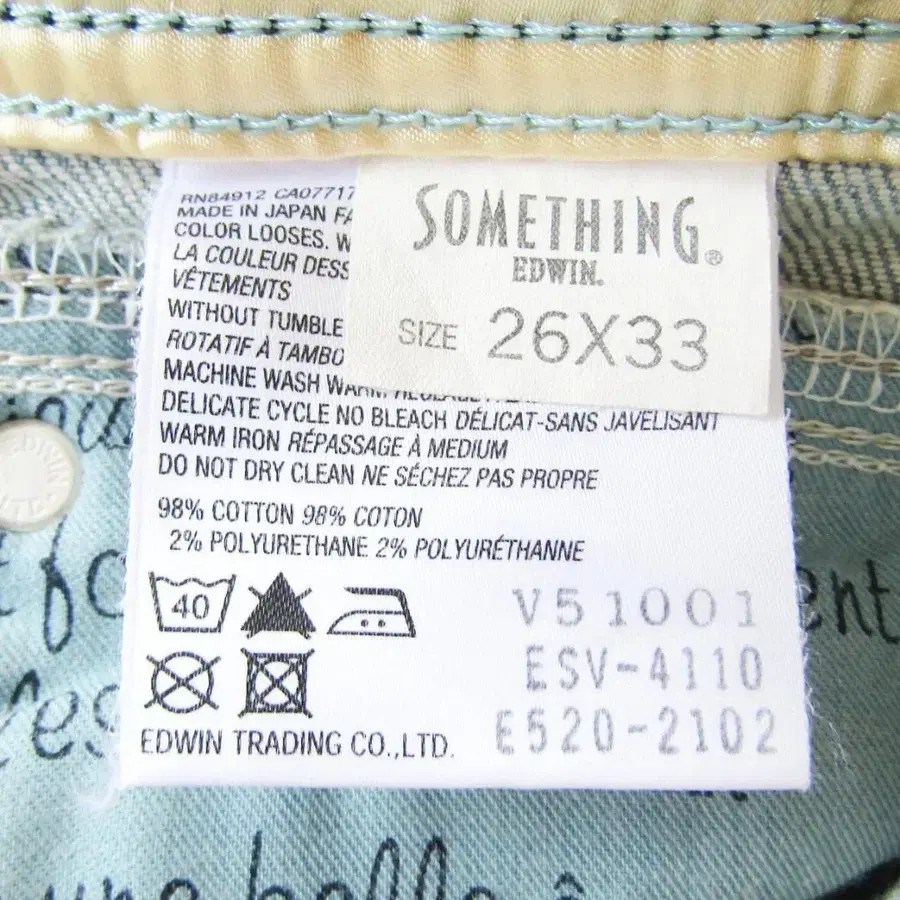 SOMETHING®
EDWIN.
SIZE 26X33
RN84912 CA07717
MADE IN JAPAN
COLOR LOOSES.
LA COULEUR
VÊTEMENTS
WITHOUT TUMBLE
ROTATIF À
MACHINE WASH WARM
DELICATE CYCLE NO BLEACH DÉLICAT-SANS JAVELISANT
WARM IRON RÉPASSAGE À MEDIUM
DO NOT DRY CLEAN NE SÉCHEZ PAS PROPRE
98% COTTON 98% COTON
2% POLYURETHANE 2% POLYURÉTHANNE
40
V51001
ESV-4110
E520-2102
EDWIN TRADING CO.,LTD.
EDWIN
une belle